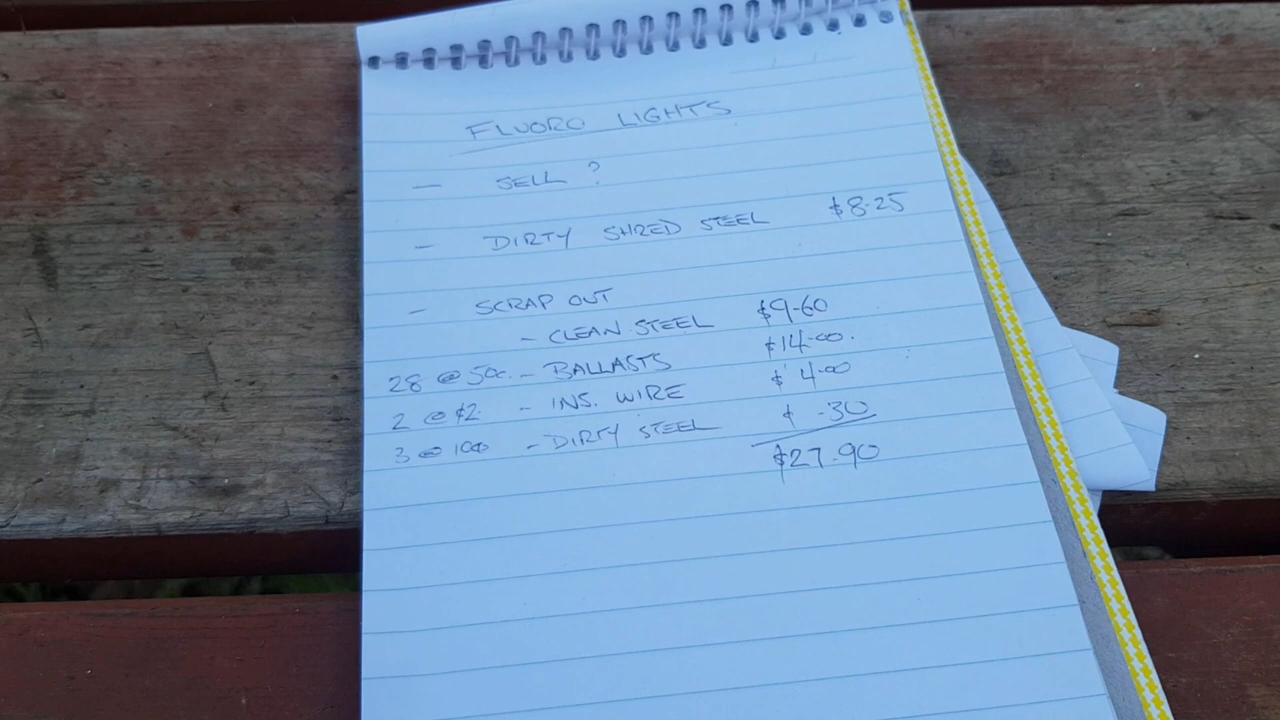 FLUORO LIGHTS
- SELL ?
- DIRTY SHRED STEEL $8.25
- SCRAP OUT
- CLEAN STEEL $9.60
28 @ 50c. - BALLASTS $14.00.
2 @ $2. - INS. WIRE $4.00
3 @ 10c - DIRTY STEEL $ .30
$27.90